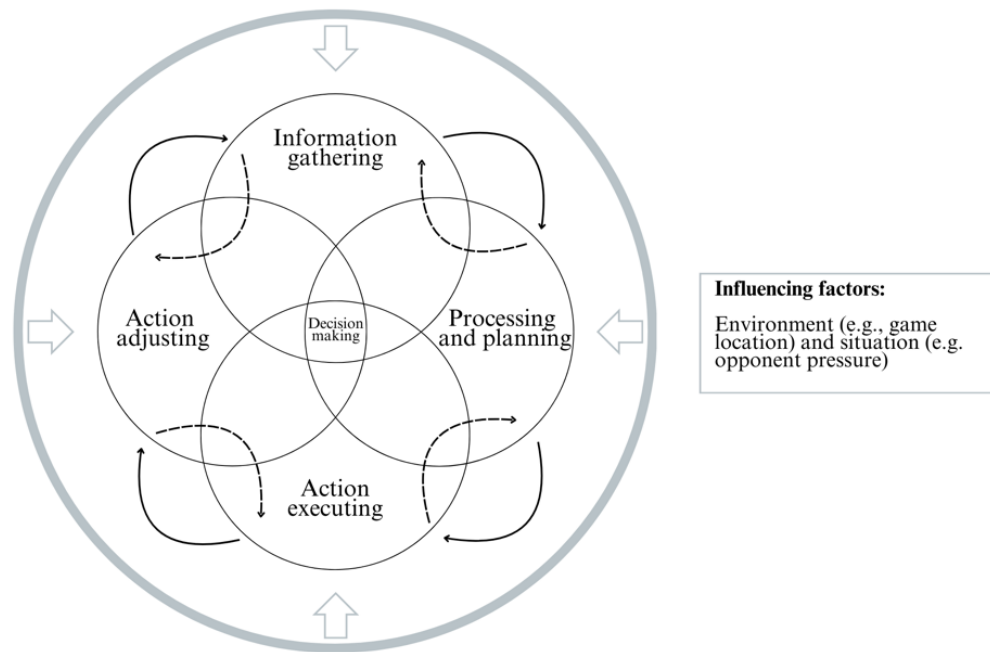 Information
gathering
Action
adjusting
Decision
making
Processing
and planning
Action
executing
Influencing factors:
Environment (e.g., game
location) and situation (e.g.
opponent pressure)